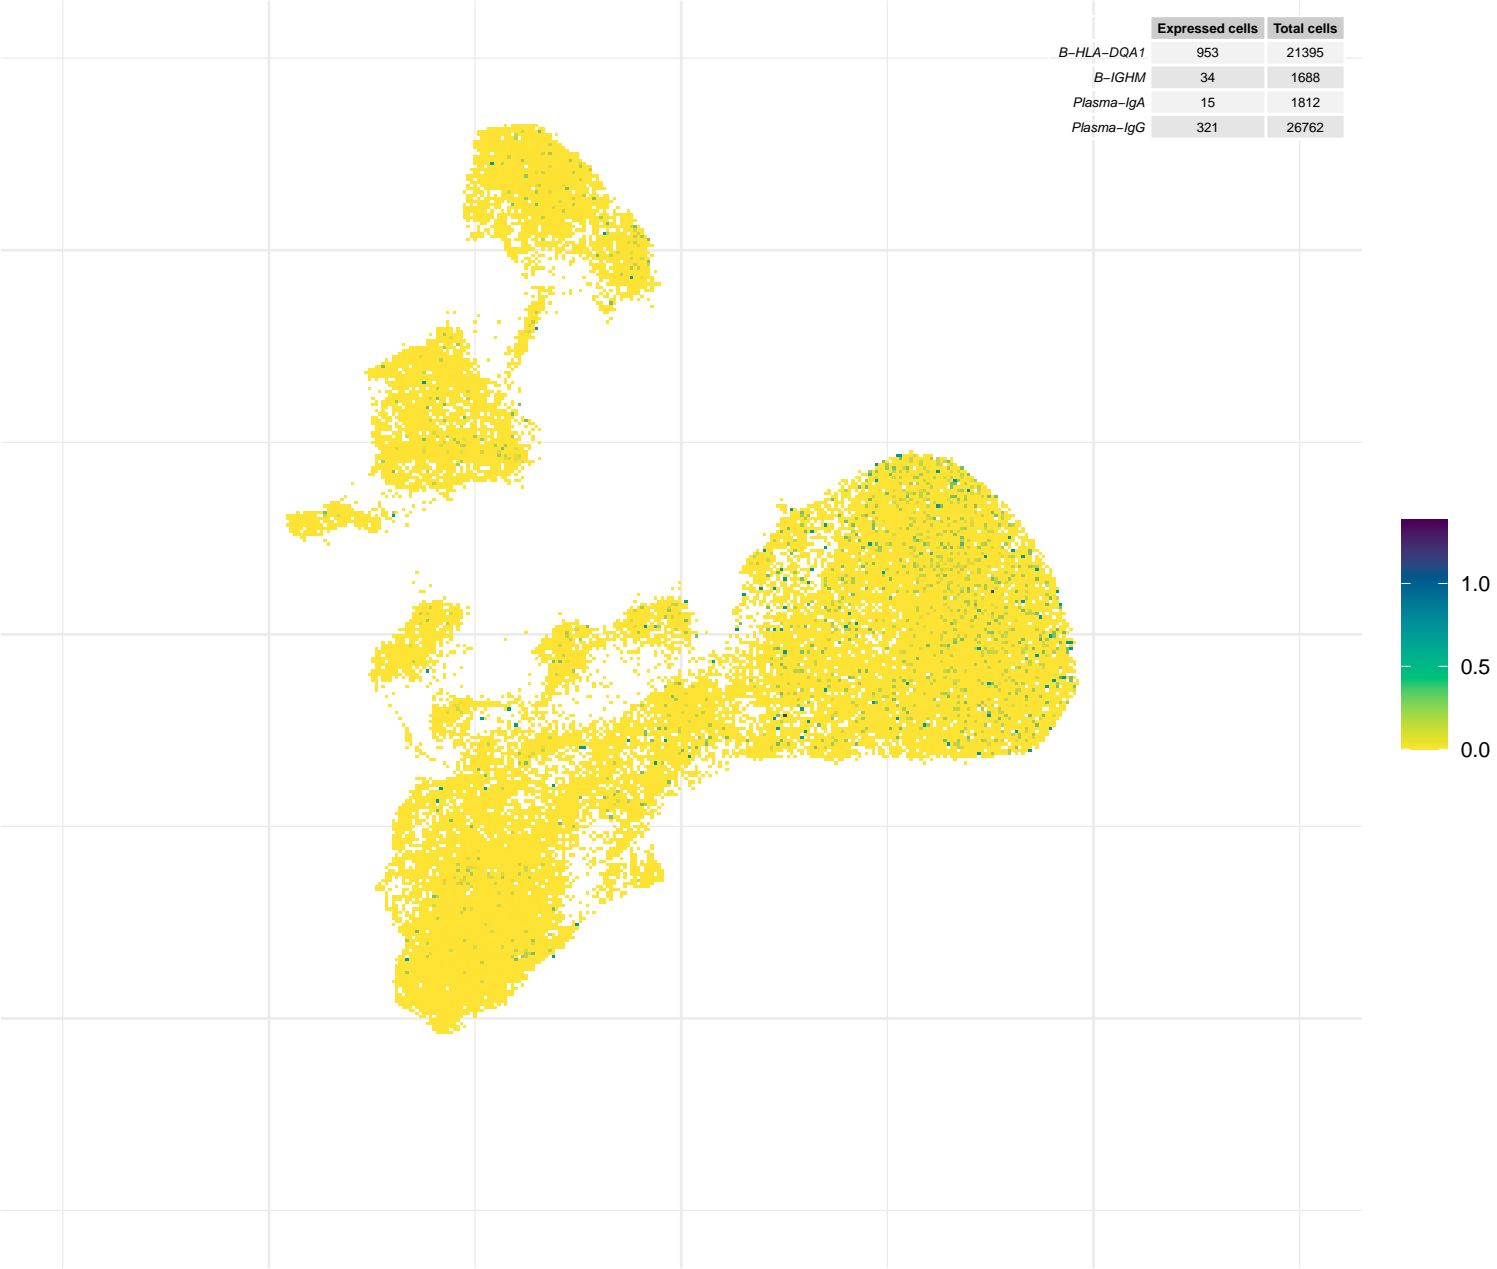 Expressed cells Total cells
B−HLA−DQA1 953 21395
B−IGHM 34 1688
Plasma−IgA 15 1812
Plasma−IgG 321 26762
1.0
0.5
0.0